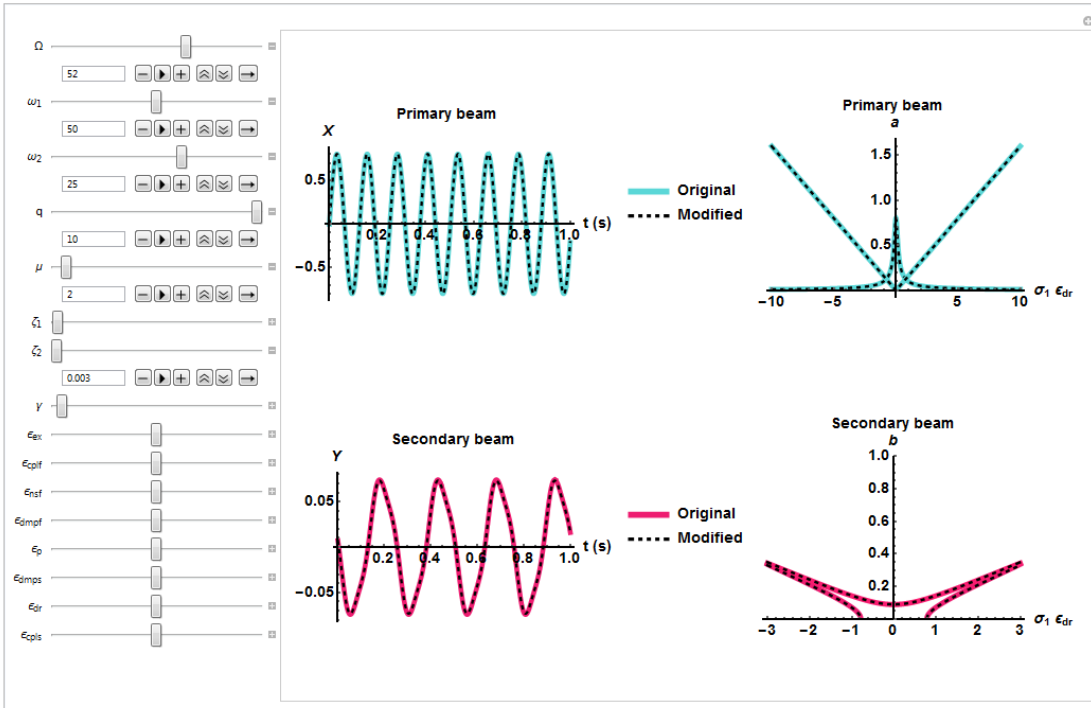 Ω
52
ω1
50
ω2
25
q
10
μ
2
ζ1
ζ2
0.003
γ
ϵex
ϵcplf
ϵnsf
ϵdmpf
ϵp
ϵdmps
ϵdr
ϵcpls
Primary beam
X
0.5
−0.5
0.2 0.4 0.6 0.8 1.0
t (s)
Original
Modified
Primary beam
a
1.5
1.0
0.5
−10 −5 5 10
σ1 ϵdr
Secondary beam
Y
0.05
−0.05
0.2 0.4 0.6 0.8 1.0
t (s)
Original
Modified
Secondary beam
b
1.0
0.8
0.6
0.4
0.2
−3 −2 −1 0 1 2 3
σ1 ϵdr